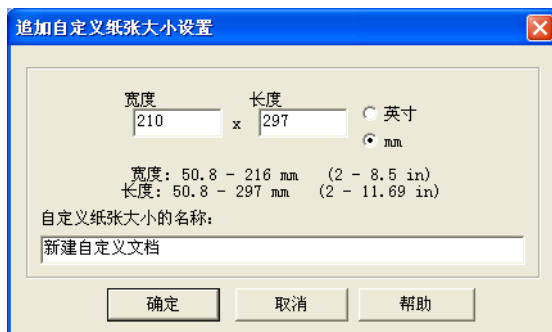 追加自定义纸张大小设置
宽度 长度
210 x 297 英寸
mm
宽度: 50.8 - 216 mm (2 - 8.5 in)
长度: 50.8 - 297 mm (2 - 11.69 in)
自定义纸张大小的名称:
新建自定义文档
确定 取消 帮助